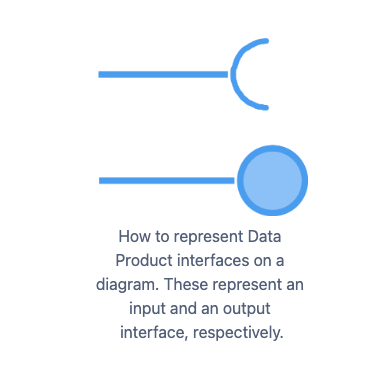 How to represent Data
Product interfaces on a
diagram. These represent an
input and an output
interface, respectively.